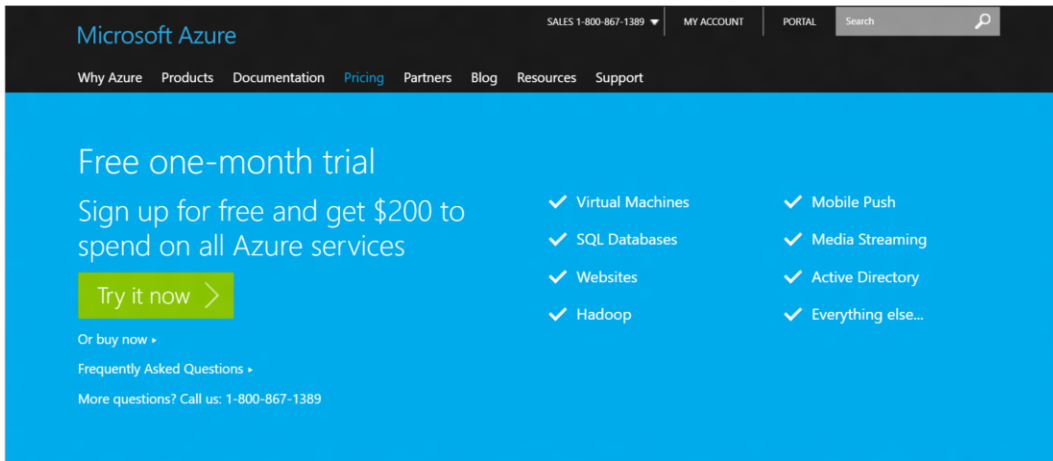 SALES 1-800-867-1389 MY ACCOUNT PORTAL Search
Microsoft Azure
Why Azure Products Documentation Pricing Partners Blog Resources Support
Free one-month trial
Sign up for free and get $200 to
spend on all Azure services
Try it now
Or buy now
Frequently Asked Questions
More questions? Call us: 1-800-867-1389
Virtual Machines
SQL Databases
Websites
Hadoop
Mobile Push
Media Streaming
Active Directory
Everything else...